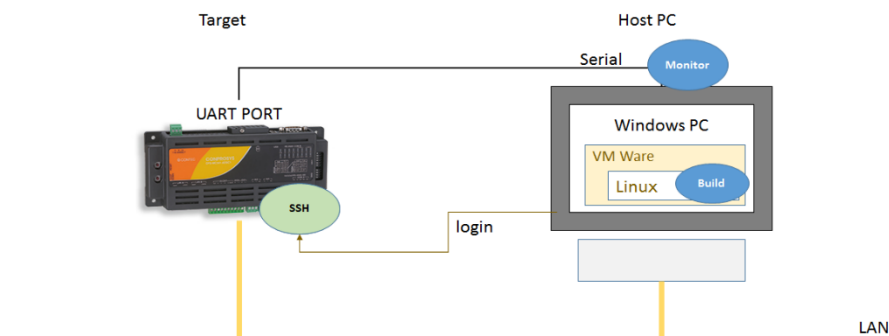 Target
Host PC
Serial
Monitor
UART PORT
Windows PC
VM Ware
Linux
Build
SSH
login
LAN